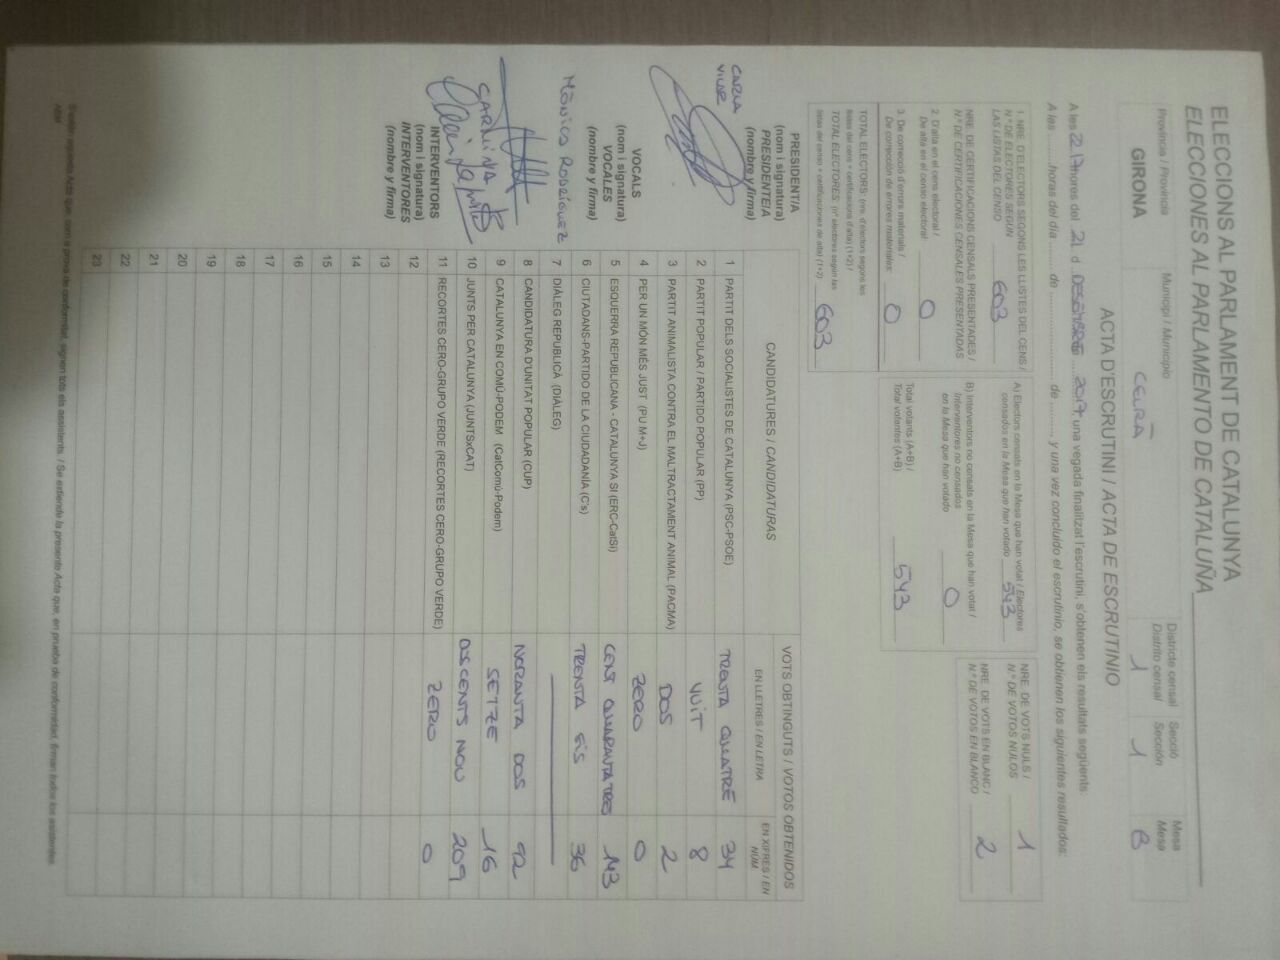 ELECCIONS AL PARLAMENT DE CATALUNYA
ELECCIONES AL PARLAMENTO DE CATALUÑA
Província / Provincia
GIRONA
Municipi / Municipio
CELRÀ
Districte censal
Distrito censal
1
Secció
Sección
1
Mesa
Mesa
B
ACTA D'ESCRUTINI / ACTA DE ESCRUTINIO
A les 22'17 hores del 21 d DESEMBRE 2017 una vegada finalitzat l'escrutini, s'obtenen els resultats següents:
A las horas del día de de , y una vez concluido el escrutinio, se obtienen los siguientes resultados:
1. NRE. D'ELECTORS SEGONS LES LLISTES DEL CENS /
N.º DE ELECTORES SEGÚN
LAS LISTAS DEL CENSO 603
NRE. DE CERTIFICACIONS CENSALS PRESENTADES /
N.º DE CERTIFICACIONES CENSALES PRESENTADAS
2. D'alta en el cens electoral /
De alta en el censo electoral: 0
3. De correcció d'errors materials /
De corrección de errores materiales: 0
TOTAL ELECTORS: (nre. d'electors segons les
llistes del cens + certificacions d'alta) (1+2) /
TOTAL ELECTORES: (n.º electores según las
listas del censo + certificaciones de alta) (1+2) 603
A) Electors censats en la Mesa que han votat / Electores
censados en la Mesa que han votado 543
B) Interventors no censats en la Mesa que han votat /
Interventores no censados
en la Mesa que han votado 0
Total votants (A+B) /
Total votantes (A+B) 543
NRE. DE VOTS NULS /
N.º DE VOTOS NULOS 1
NRE. DE VOTS EN BLANC /
N.º DE VOTOS EN BLANCO 2
PRESIDENT/A
(nom i signatura)
PRESIDENTE/A
(nombre y firma)
CARLA
VILAR
VOCALS
(nom i signatura)
VOCALES
(nombre y firma)
Mònica Rodríguez
CARLINA
INTERVENTORS
(nom i signatura)
INTERVENTORES
(nombre y firma)
CANDIDATURES / CANDIDATURAS
VOTS OBTINGUTS / VOTOS OBTENIDOS
EN LLETRES / EN LETRA
EN XIFRES / EN NÚM
1 PARTIT DELS SOCIALISTES DE CATALUNYA (PSC-PSOE) TRENTA QUATRE 34
2 PARTIT POPULAR / PARTIDO POPULAR (PP) VUIT 8
3 PARTIT ANIMALISTA CONTRA EL MALTRACTAMENT ANIMAL (PACMA) DOS 2
4 PER UN MÓN MÉS JUST (PU M+J) ZERO 0
5 ESQUERRA REPUBLICANA - CATALUNYA SÍ (ERC-CatSí) CENT QUARANTA TRES 143
6 CIUTADANS-PARTIDO DE LA CIUDADANÍA (C's) TRENTA SIS 36
7 DIÀLEG REPUBLICÀ (DIÀLEG)
8 CANDIDATURA D'UNITAT POPULAR (CUP) NORANTA DOS 92
9 CATALUNYA EN COMÚ-PODEM (CatComú-Podem) SETZE 16
10 JUNTS PER CATALUNYA (JUNTSxCAT) DOS CENTS NOU 209
11 RECORTES CERO-GRUPO VERDE (RECORTES CERO-GRUPO VERDE) ZERO 0
12
13
14
15
16
17
18
19
20
21
22
23
S'estén aquesta Acta que, com a prova de conformitat, signen tots els assistents. / Se extiende la presente Acta que, en prueba de conformidad, firman todos los asistentes.